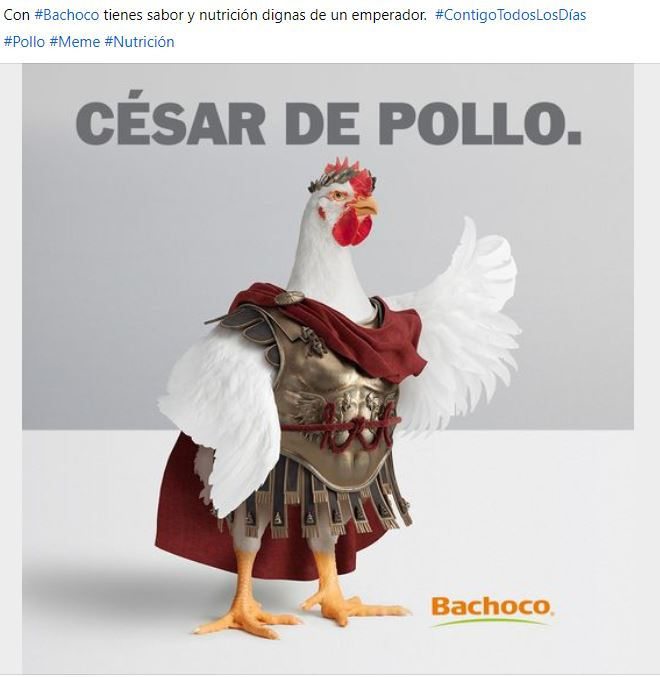 Con #Bachoco tienes sabor y nutrición dignas de un emperador. #ContigoTodosLosDías
#Pollo #Meme #Nutrición
CÉSAR DE POLLO.
Bachoco